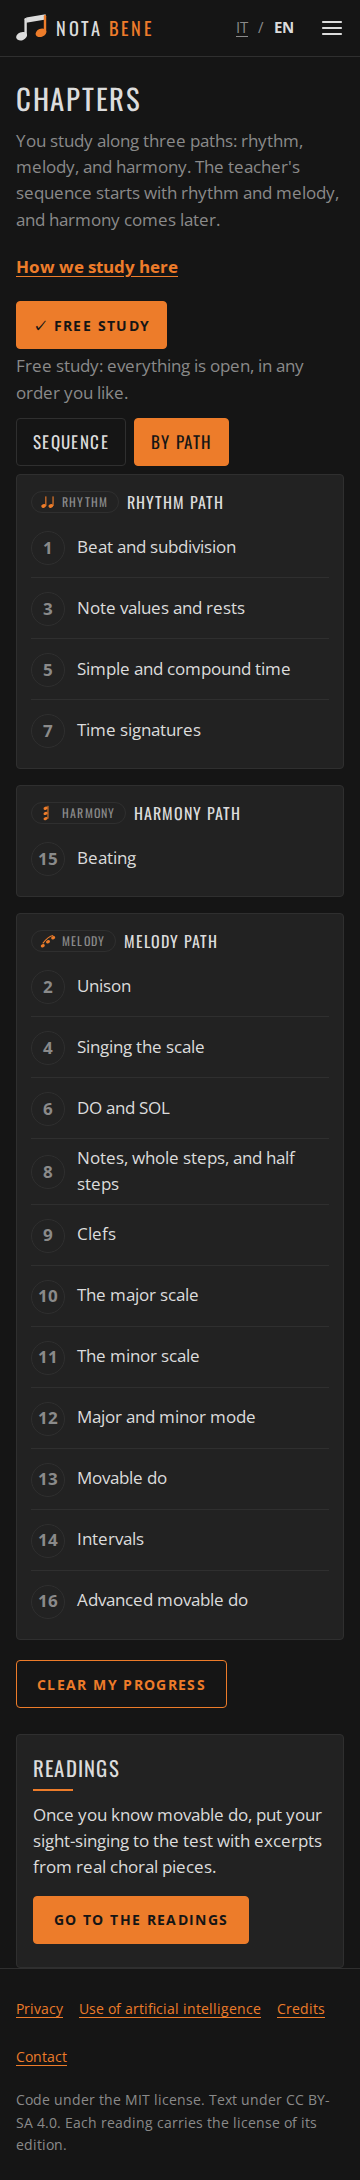 NOTA BENE
IT / EN
CHAPTERS
You study along three paths: rhythm,
melody, and harmony. The teacher's
sequence starts with rhythm and melody,
and harmony comes later.
How we study here
✓ FREE STUDY
Free study: everything is open, in any
order you like.
SEQUENCE
BY PATH
RHYTHM RHYTHM PATH
1 Beat and subdivision
3 Note values and rests
5 Simple and compound time
7 Time signatures
HARMONY HARMONY PATH
15 Beating
MELODY MELODY PATH
2 Unison
4 Singing the scale
6 DO and SOL
8 Notes, whole steps, and half
steps
9 Clefs
10 The major scale
11 The minor scale
12 Major and minor mode
13 Movable do
14 Intervals
16 Advanced movable do
CLEAR MY PROGRESS
READINGS
Once you know movable do, put your
sight-singing to the test with excerpts
from real choral pieces.
GO TO THE READINGS
Privacy Use of artificial intelligence Credits
Contact
Code under the MIT license. Text under CC BY-
SA 4.0. Each reading carries the license of its
edition.